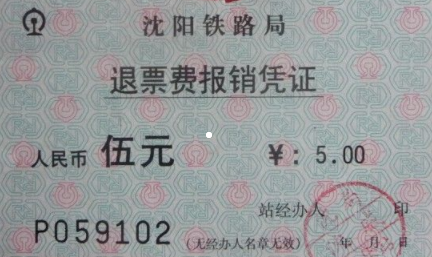 沈阳铁路局
退票费报销凭证
人民币 伍元 ¥: 5.00
站经办人 印
P059102 (无经办人名章无效) 年 月 日